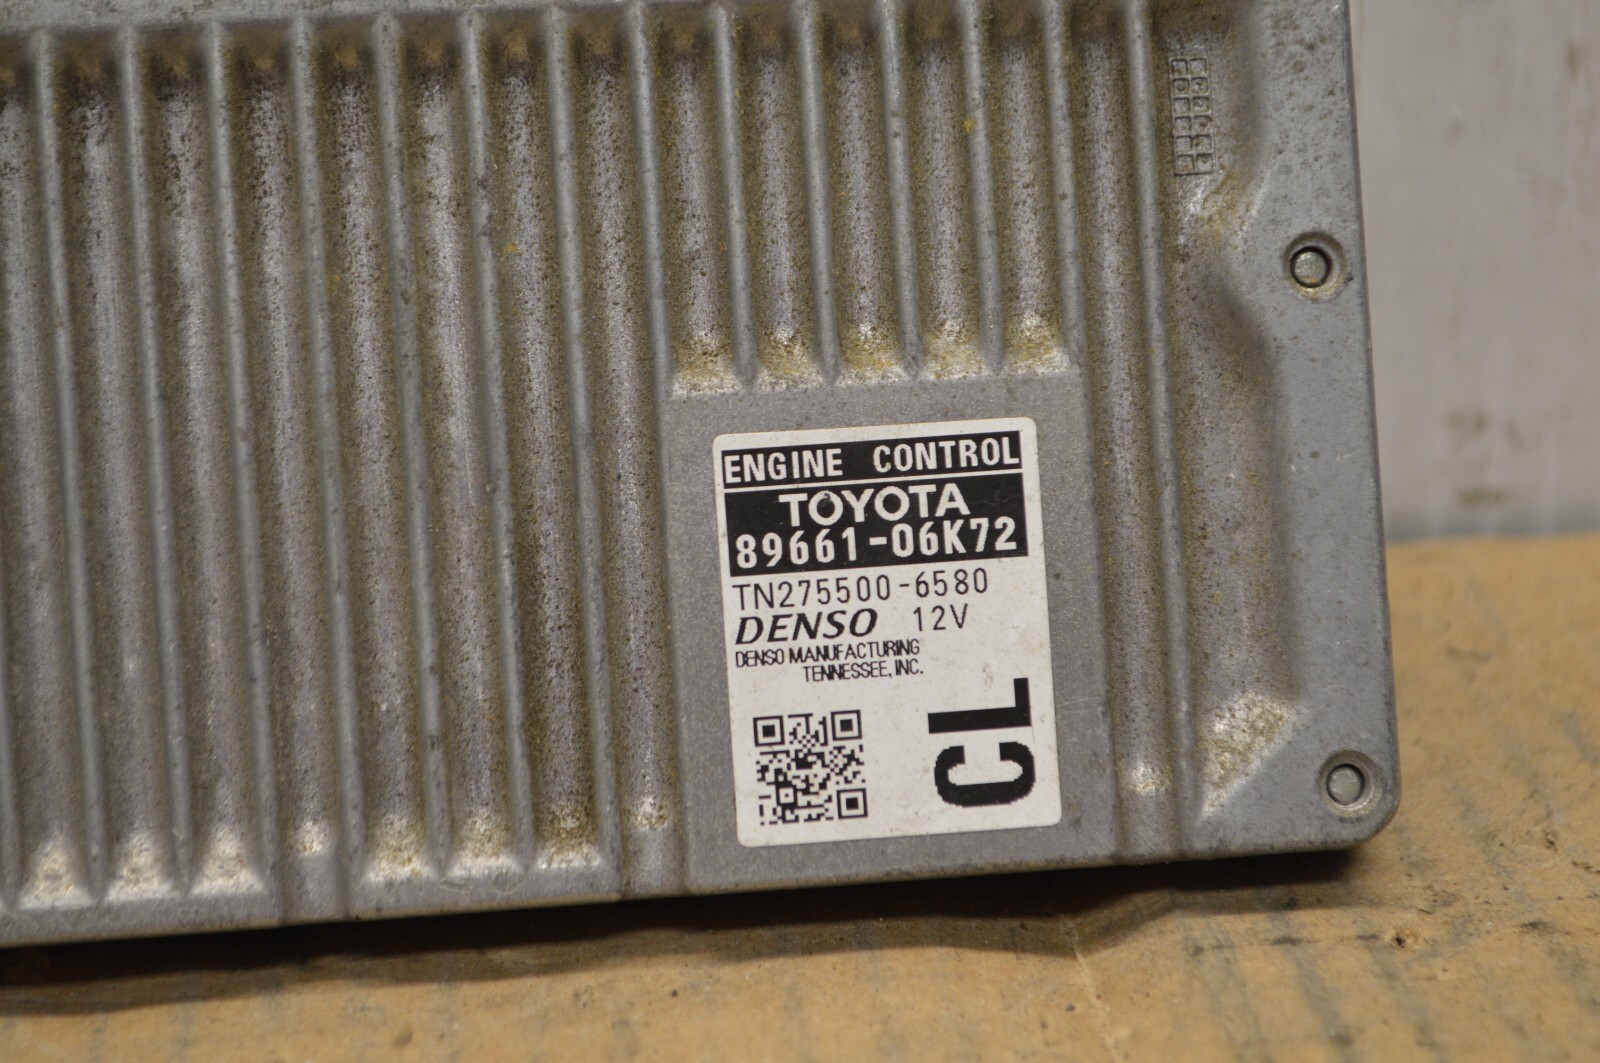 ENGINE CONTROL
TOYOTA
89661-06K72
TN275500-6580
DENSO 12V
DENSO MANUFACTURING
TENNESSEE, INC.
CL